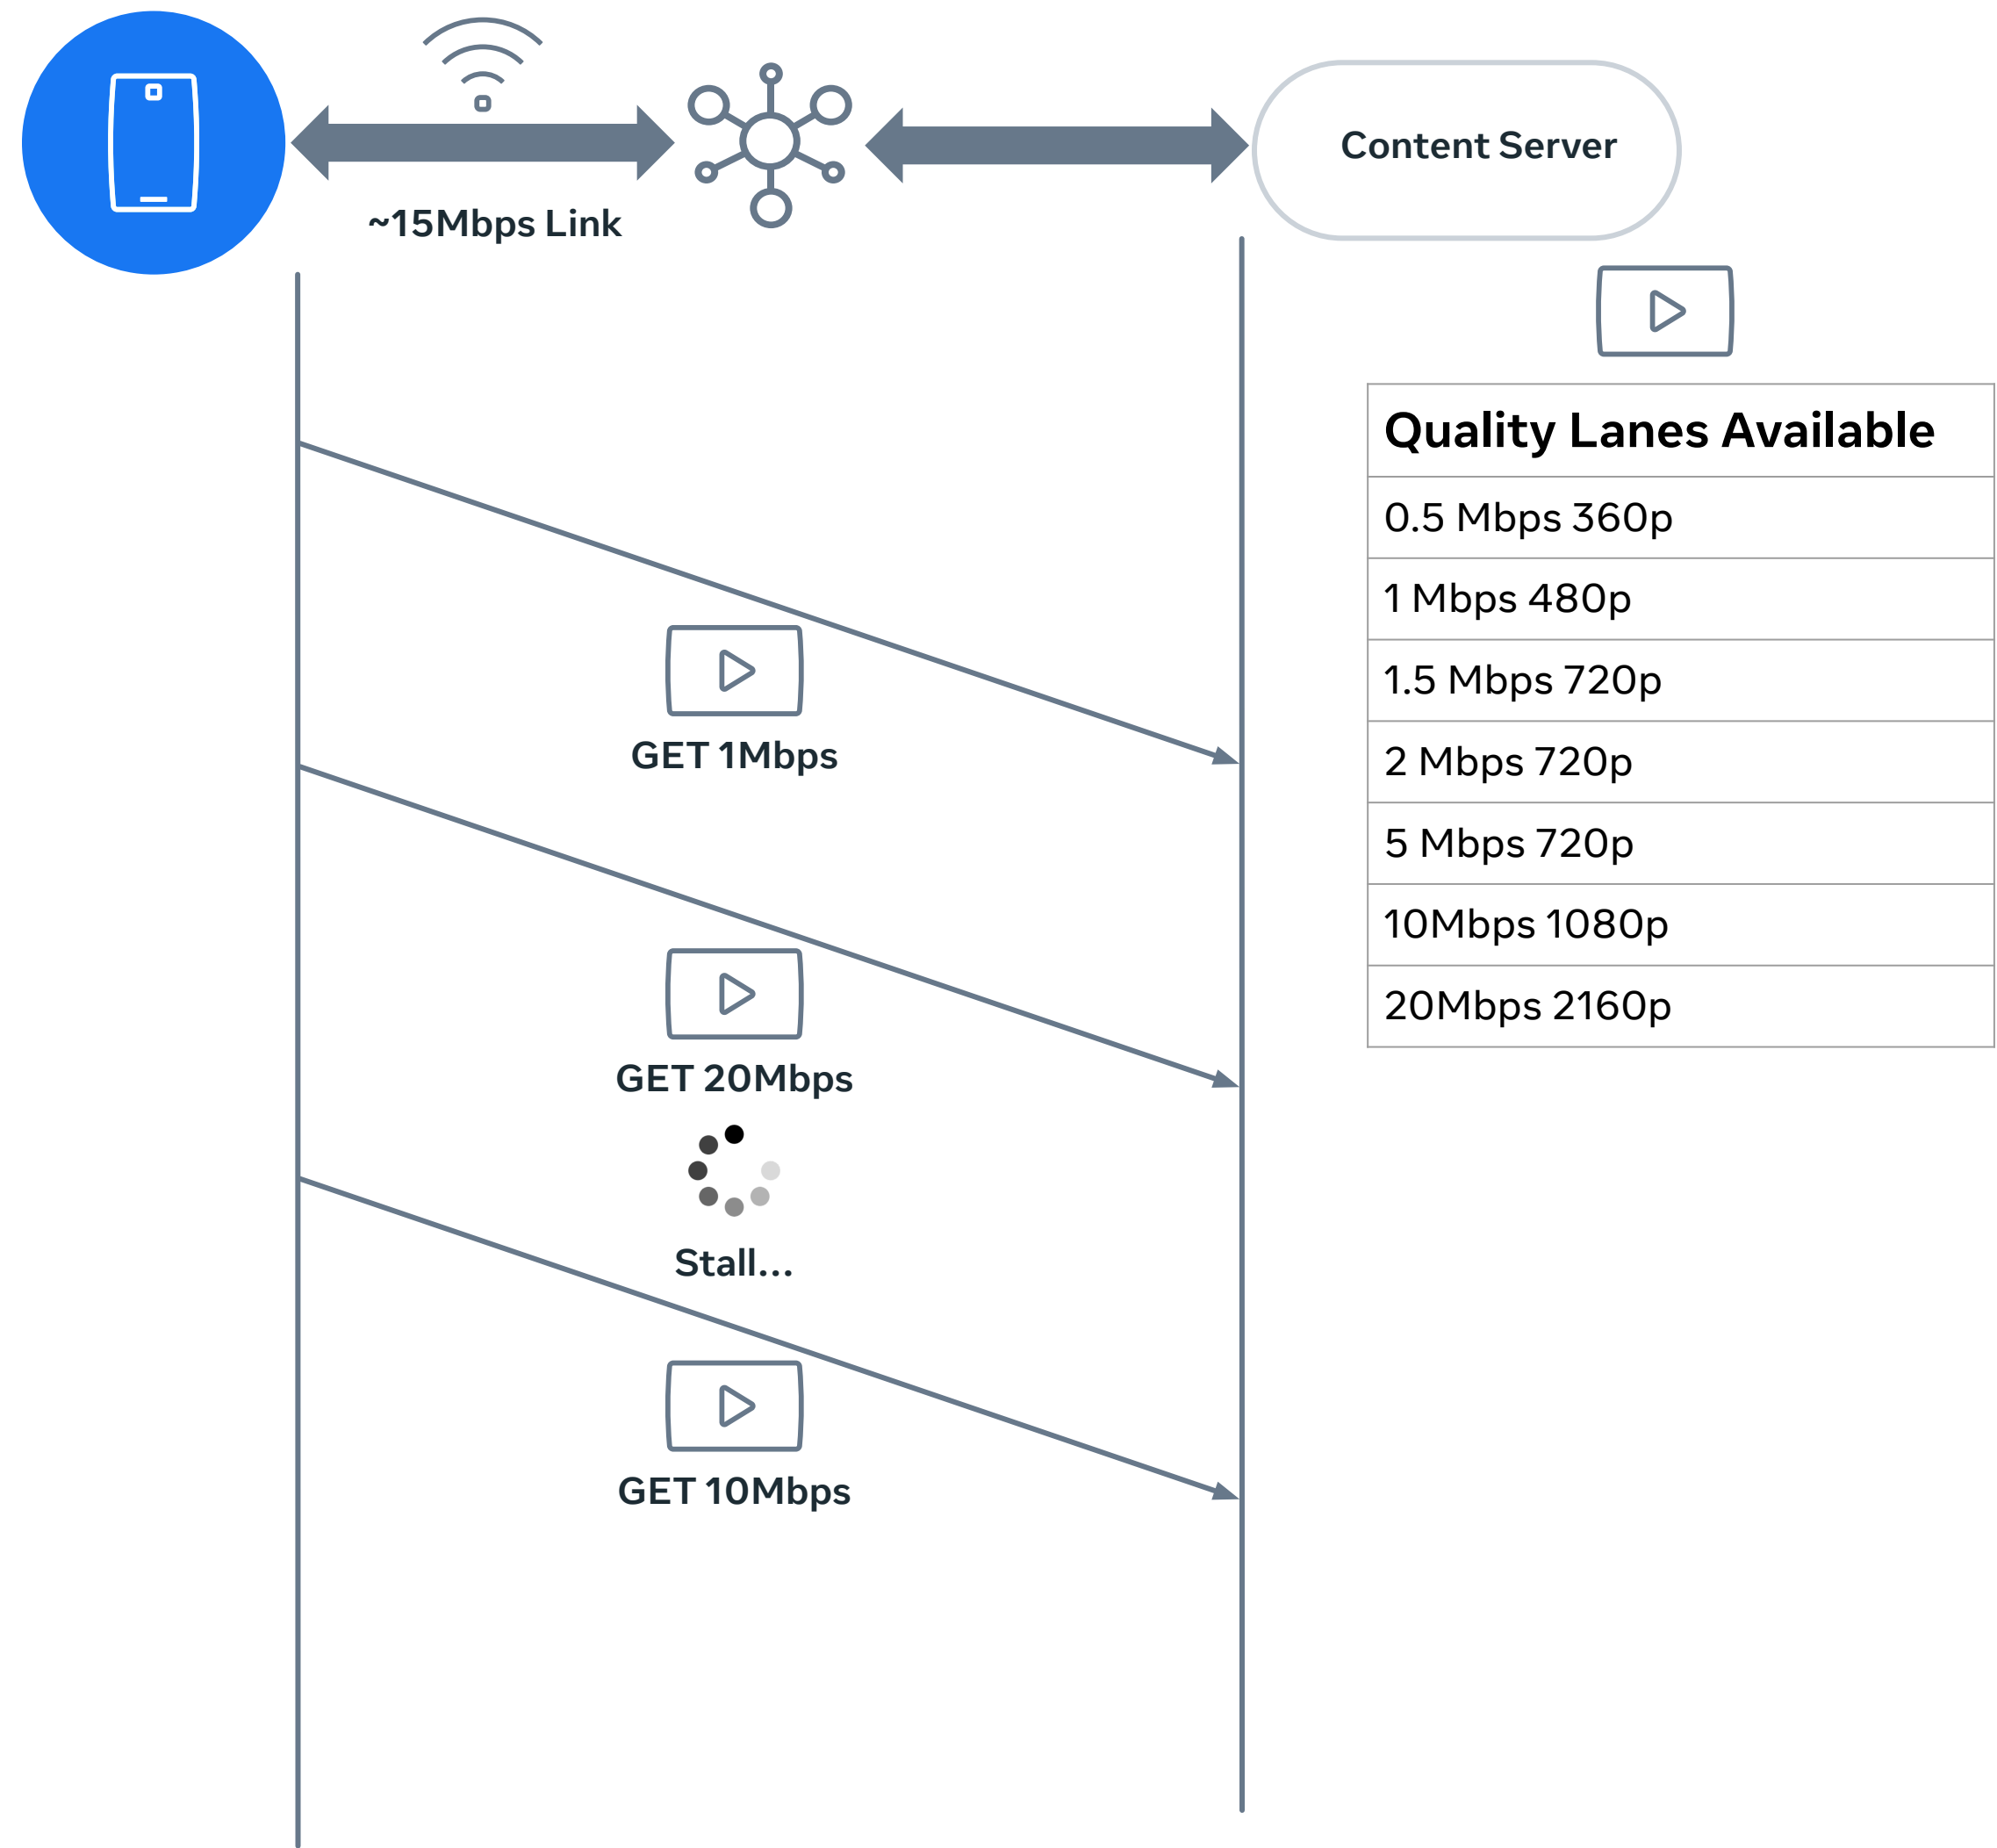 Content Server
~15Mbps Link
Quality Lanes Available
0.5 Mbps 360p
1 Mbps 480p
1.5 Mbps 720p
2 Mbps 720p
5 Mbps 720p
10Mbps 1080p
20Mbps 2160p
GET 1Mbps
GET 20Mbps
Stall...
GET 10Mbps